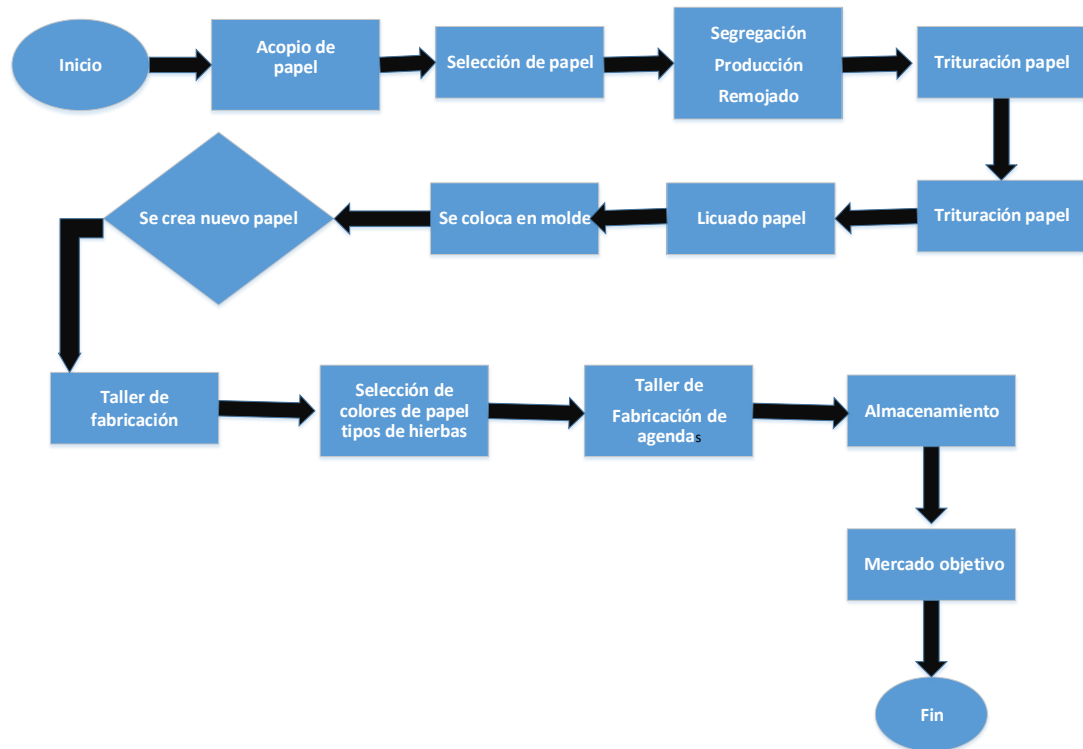 Inicio
Acopio de
papel
Selección de papel
Segregación
Producción
Remojado
Trituración papel
Trituración papel
Licuado papel
Se coloca en molde
Se crea nuevo papel
Taller de
fabricación
Selección de
colores de papel
tipos de hierbas
Taller de
Fabricación de
agendas
Almacenamiento
Mercado objetivo
Fin